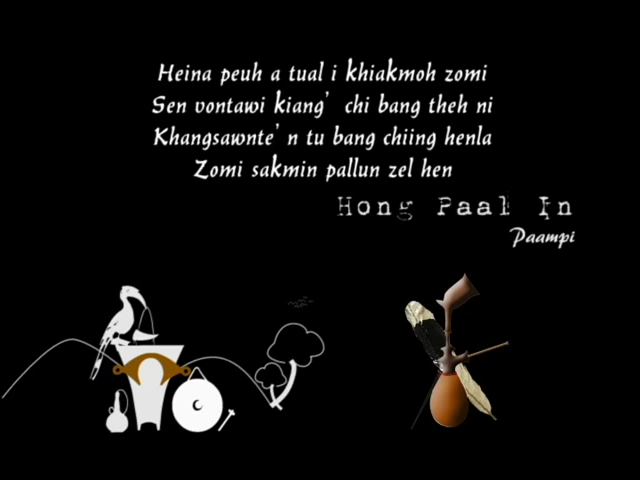 Heina peuh a tual i khiakmoh zomi
Sen vontawi kiang' chi bang theh ni
Khangsawnte' n tu bang chiing henla
Zomi sakmin pallun zel hen
Hong Paal In
Paampi